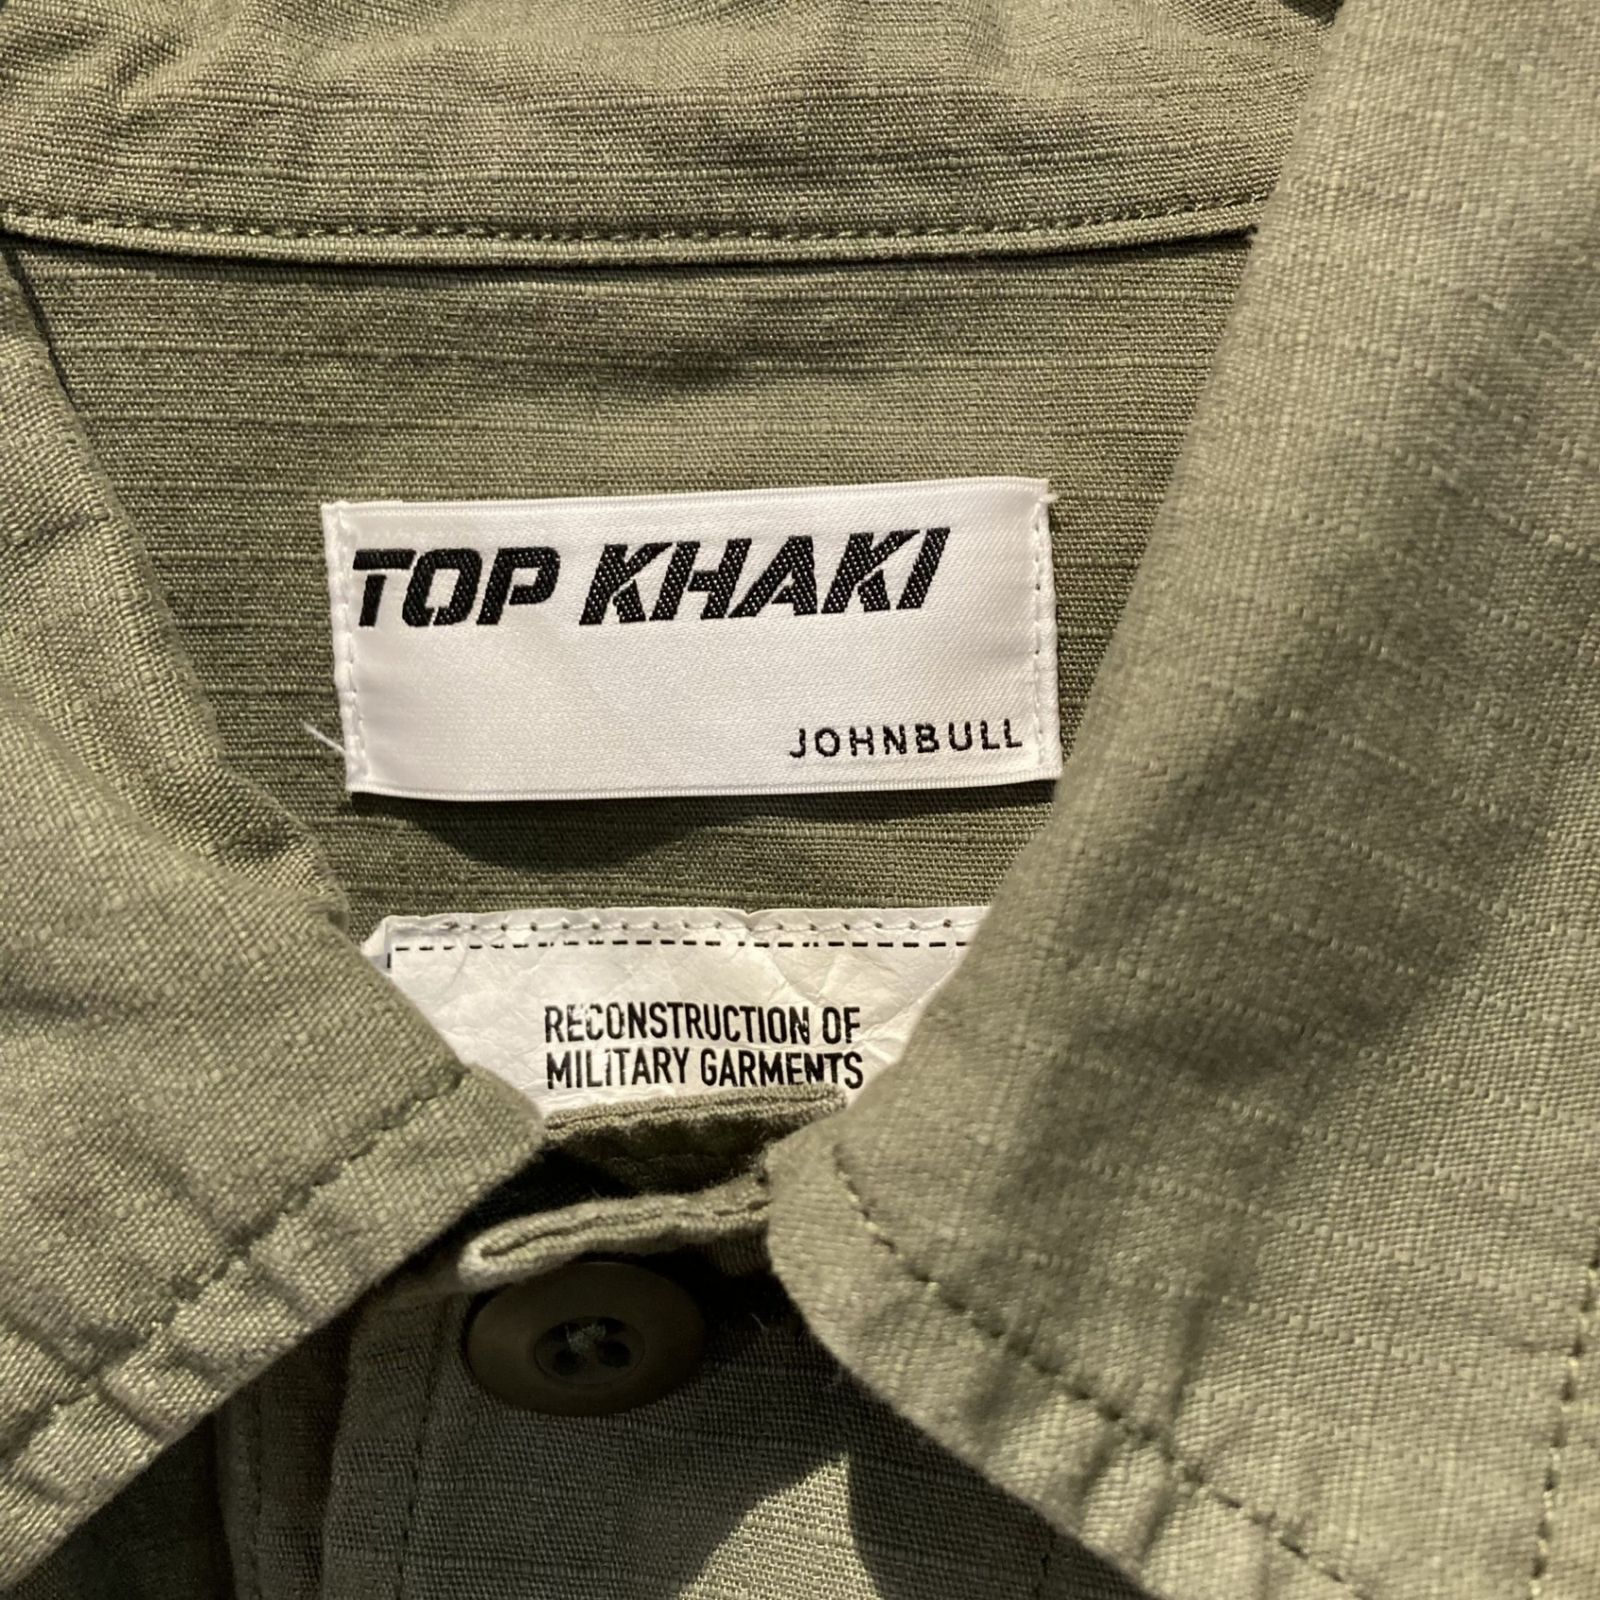 TOP KHAKI
JOHNBULL
RECONSTRUCTION OF
MILITARY GARMENTS